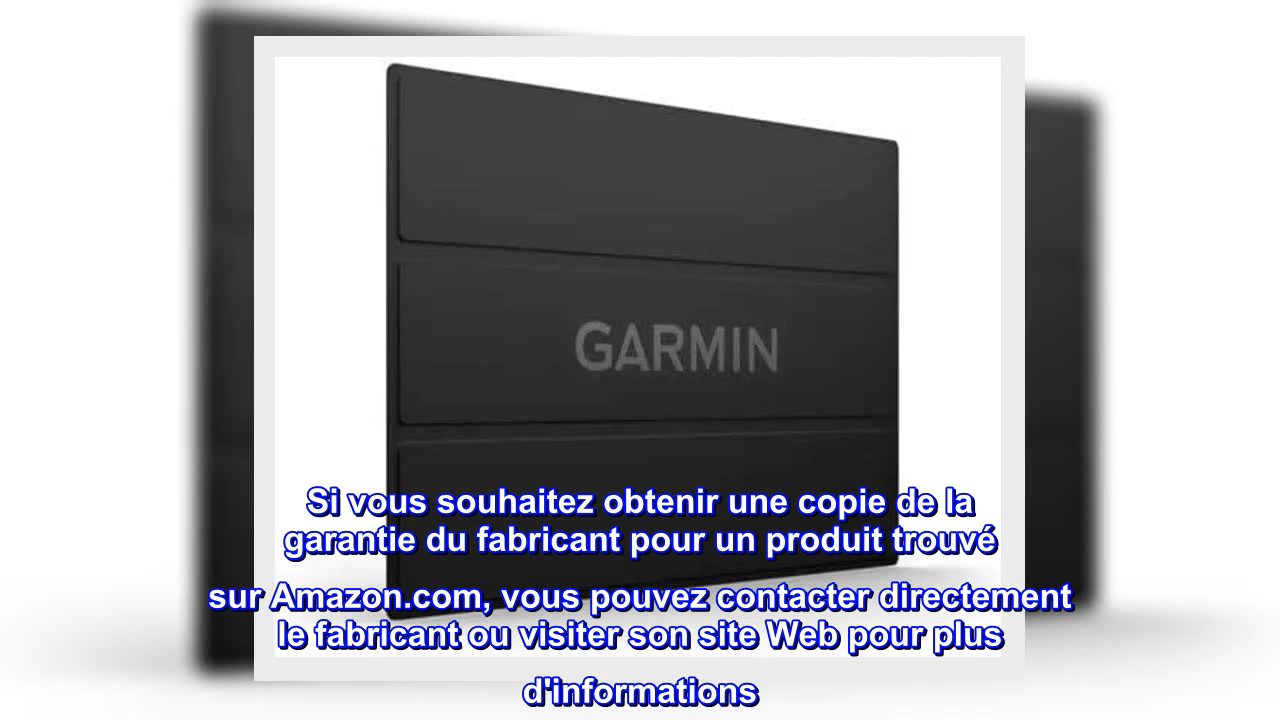 GARMIN
Si vous souhaitez obtenir une copie de la
garantie du fabricant pour un produit trouvé
sur Amazon.com, vous pouvez contacter directement
le fabricant ou visiter son site Web pour plus
d'informations